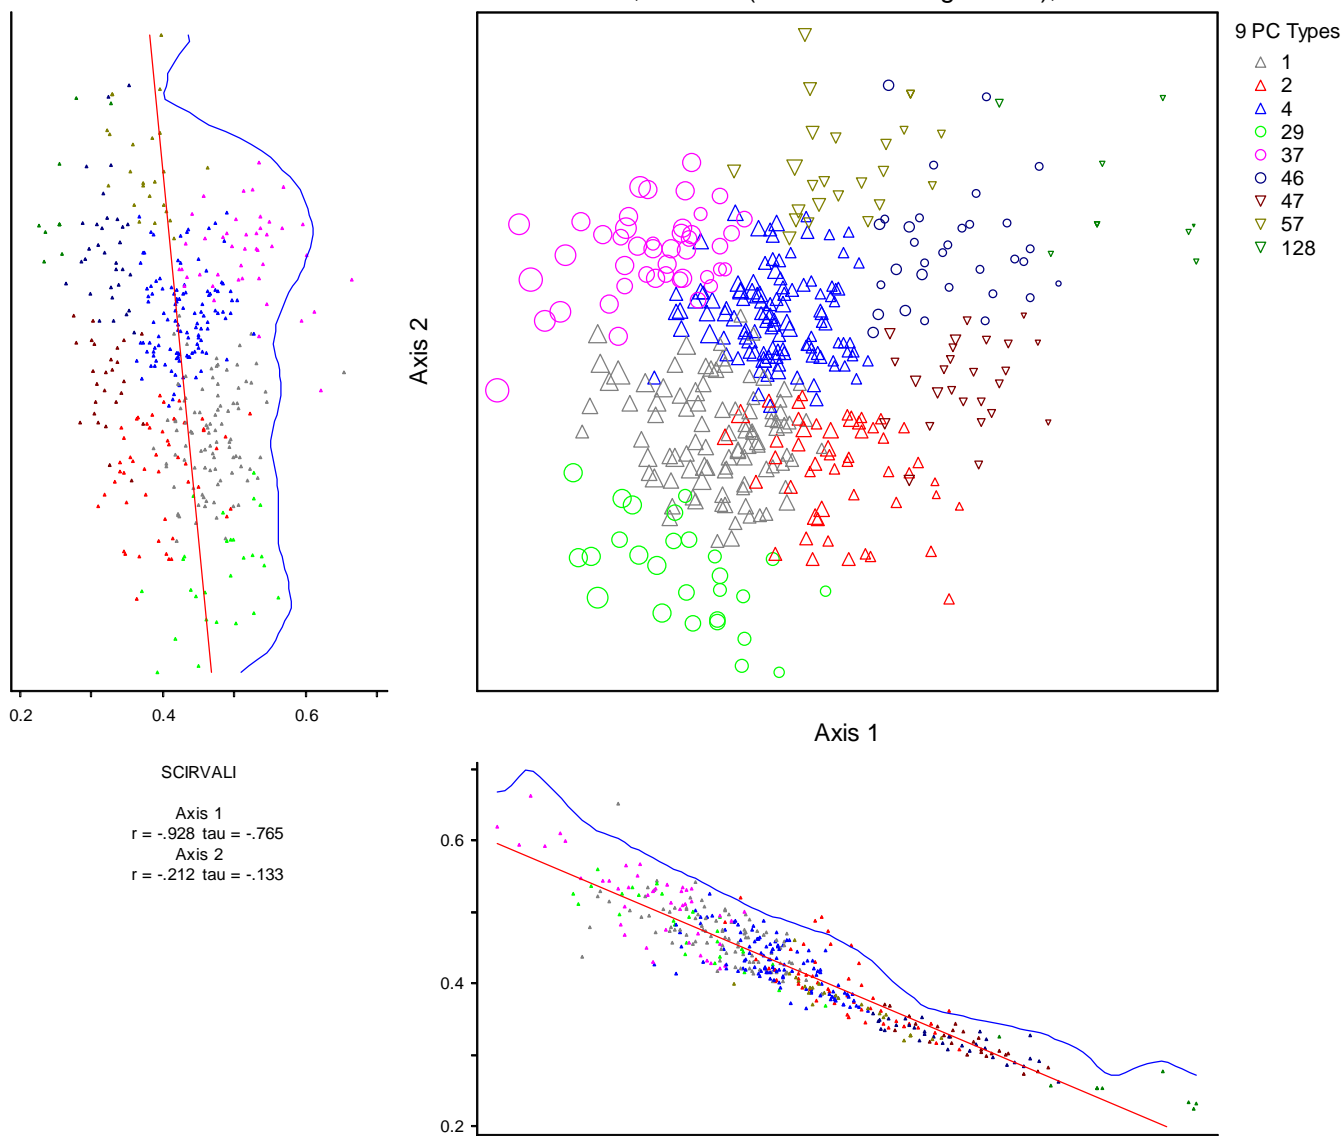 9 PC Types
1
2
4
29
37
46
47
57
128
Axis 2
0.2 0.4 0.6
Axis 1
SCIRVALI
Axis 1
r = -.928 tau = -.765
Axis 2
r = -.212 tau = -.133
0.6
0.4
0.2